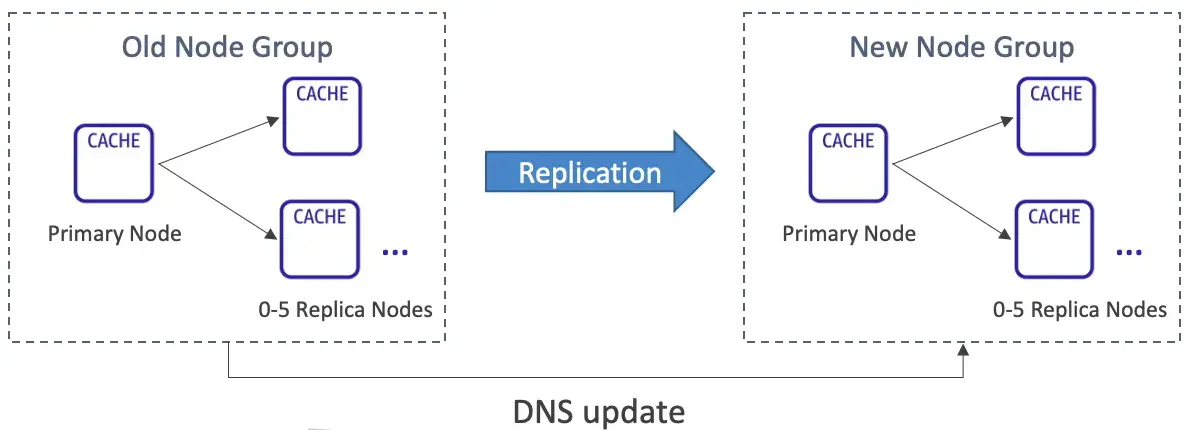 Old Node Group
CACHE
CACHE
CACHE
Primary Node
...
0-5 Replica Nodes
Replication
New Node Group
CACHE
CACHE
CACHE
Primary Node
...
0-5 Replica Nodes
DNS update